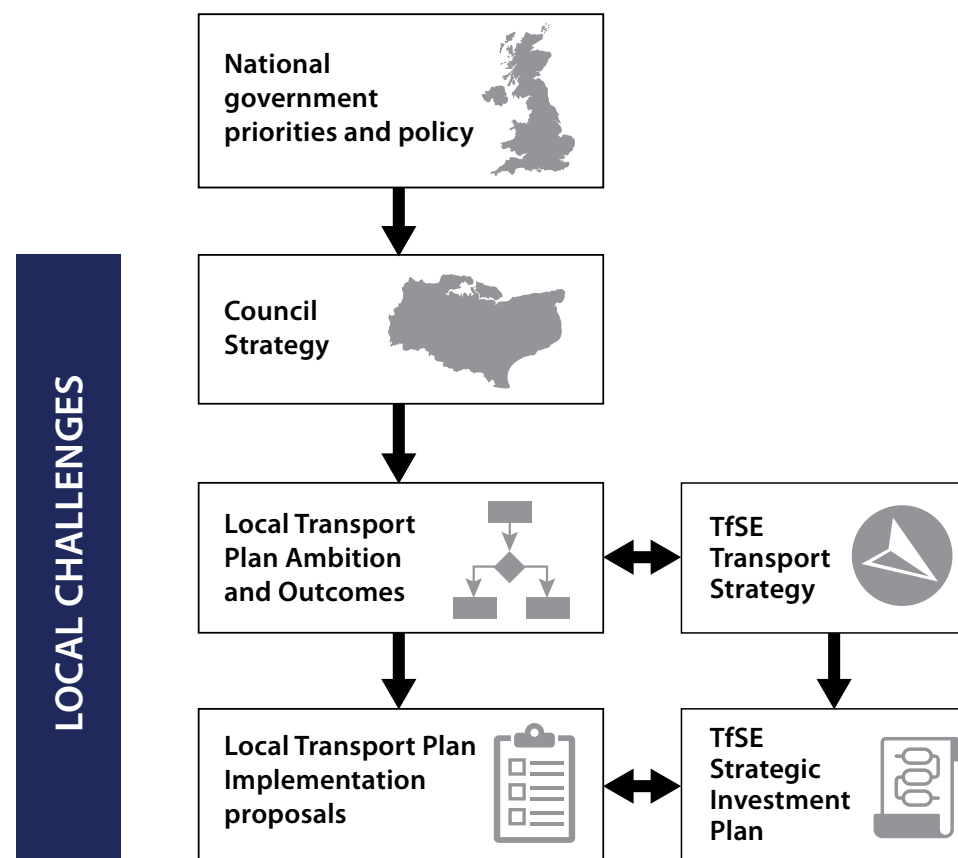 National
government
priorities and policy
LOCAL CHALLENGES
Council
Strategy
Local Transport
Plan Ambition
and Outcomes
TfSE
Transport
Strategy
Local Transport Plan
Implementation
proposals
TfSE
Strategic
Investment
Plan